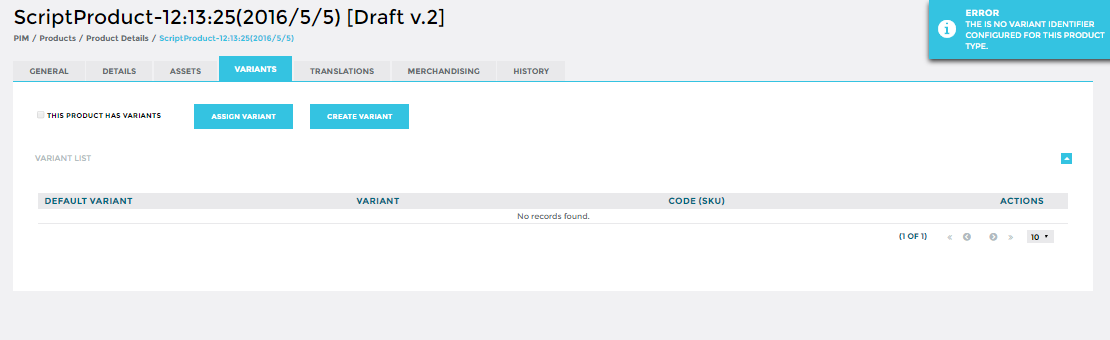 ScriptProduct-12:13:25(2016/5/5) [Draft v.2]
PIM / Products / Product Details / ScriptProduct-12:13:25(2016/5/5)
ERROR
THE IS NO VARIANT IDENTIFIER
CONFIGURED FOR THIS PRODUCT
TYPE.
GENERAL DETAILS ASSETS VARIANTS TRANSLATIONS MERCHANDISING HISTORY
THIS PRODUCT HAS VARIANTS ASSIGN VARIANT CREATE VARIANT
VARIANT LIST
DEFAULT VARIANT VARIANT CODE (SKU) ACTIONS
No records found.
(1 OF 1) « » 10